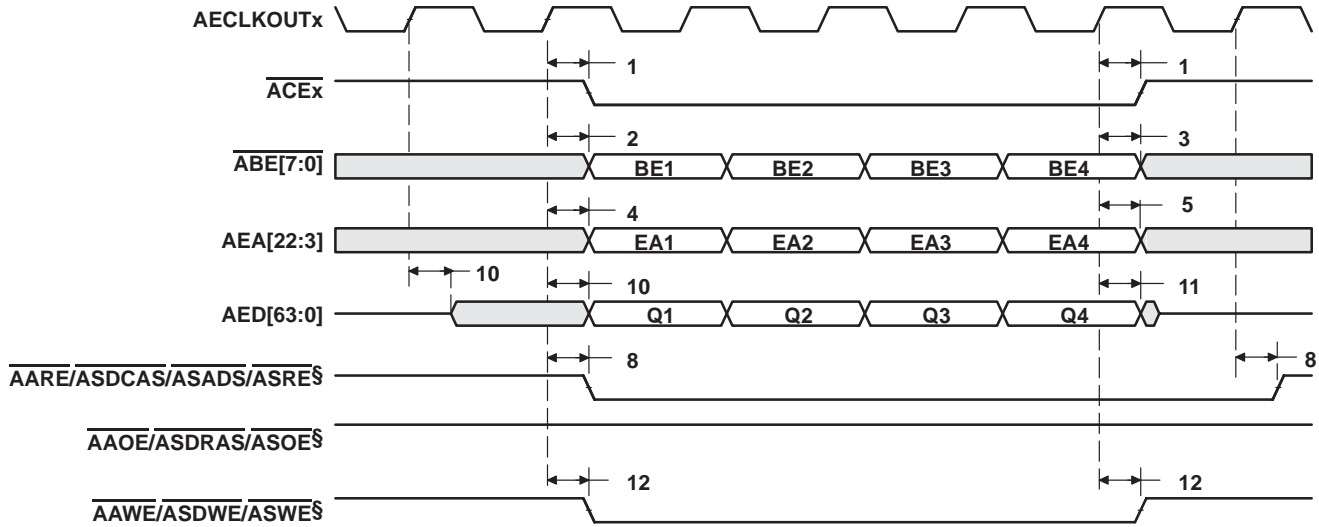 AECLKOUTx
1 1
ACEx
2 3
ABE[7:0] BE1 BE2 BE3 BE4
4 5
AEA[22:3] EA1 EA2 EA3 EA4
10 10 11
AED[63:0] Q1 Q2 Q3 Q4
8 8
AARE/ASDCAS/ASADS/ASRE§
AAOE/ASDRAS/ASOE§
12 12
AAWE/ASDWE/ASWE§